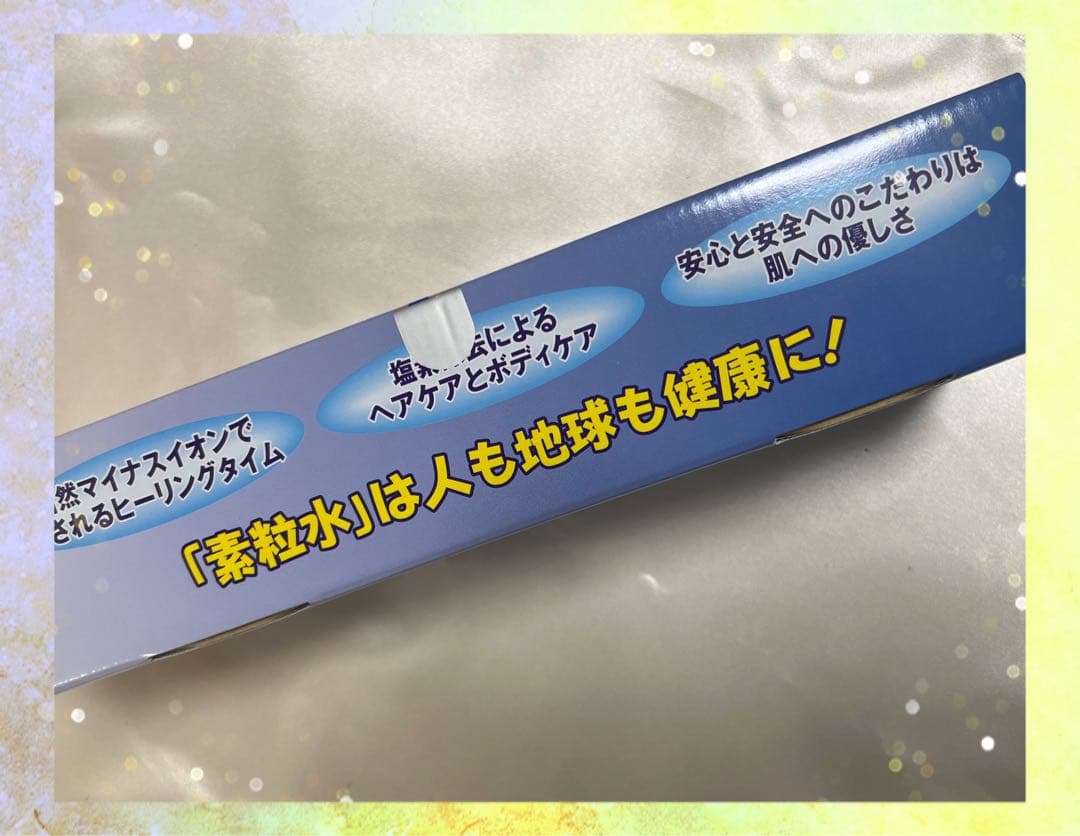 然マイナスイオンで
されるヒーリングタイム
塩素
による
ヘアケアとボディケア
安心と安全へのこだわりは
肌への優しさ
「素粒水」は人も地球も健康に!